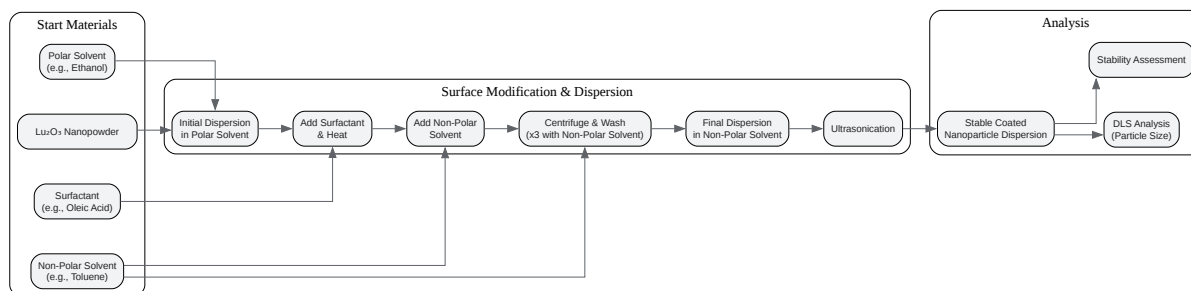 Start Materials
Polar Solvent
(e.g., Ethanol)
Lu₂O₃ Nanopowder
Surfactant
(e.g., Oleic Acid)
Non-Polar Solvent
(e.g., Toluene)
Surface Modification & Dispersion
Initial Dispersion
in Polar Solvent
Add Surfactant
& Heat
Add Non-Polar
Solvent
Centrifuge & Wash
(x3 with Non-Polar Solvent)
Final Dispersion
in Non-Polar Solvent
Ultrasonication
Analysis
Stable Coated
Nanoparticle Dispersion
Stability Assessment
DLS Analysis
(Particle Size)